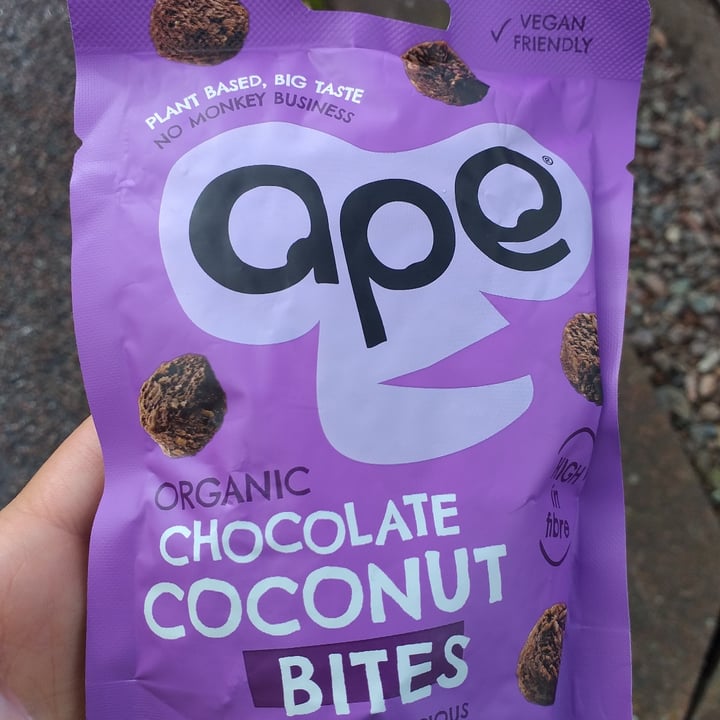 ✓ VEGAN
FRIENDLY
PLANT BASED, BIG TASTE
NO MONKEY BUSINESS
ape®
HIGH
in
fibre
ORGANIC
CHOCOLATE
COCONUT
BITES